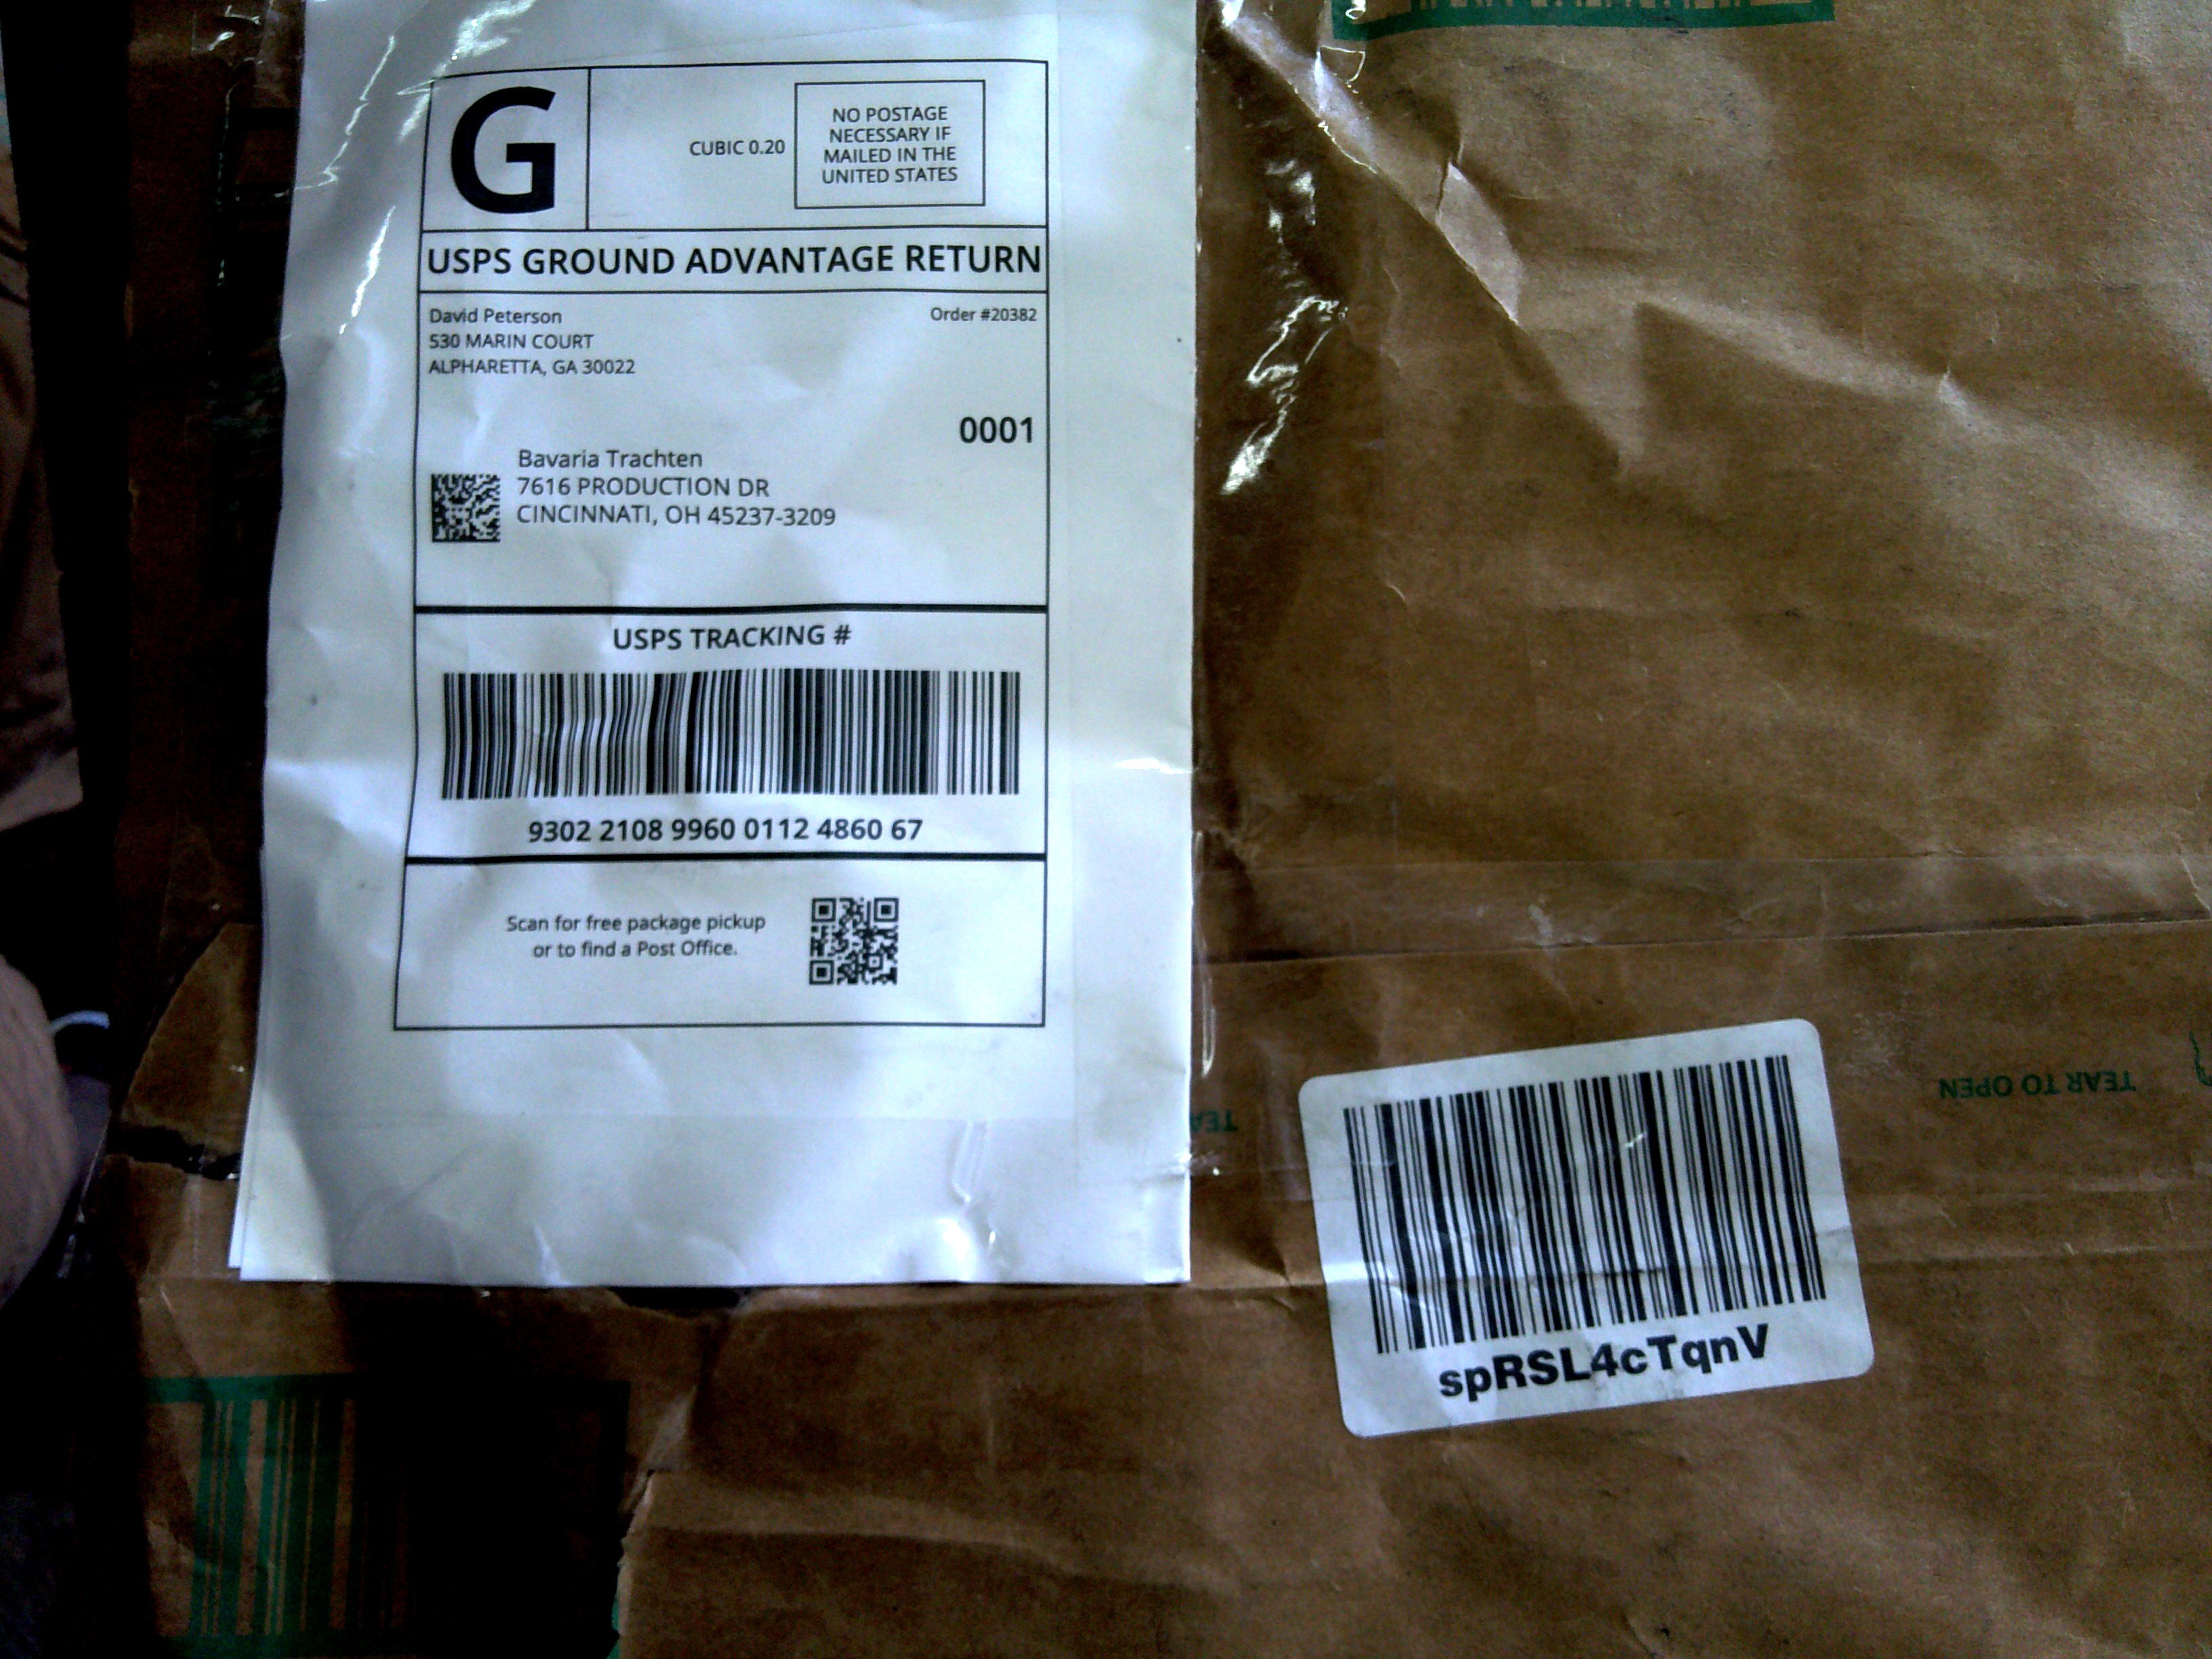 G
CUBIC 0.20
NO POSTAGE
NECESSARY IF
MAILED IN THE
UNITED STATES
USPS GROUND ADVANTAGE RETURN
David Peterson
530 MARIN COURT
ALPHARETTA, GA 30022
Order #20382
0001
Bavaria Trachten
7616 PRODUCTION DR
CINCINNATI, OH 45237-3209
USPS TRACKING #
9302 2108 9960 0112 4860 67
Scan for free package pickup
or to find a Post Office.
TEAR TO OPEN
TEA
spRSL4cTqnV